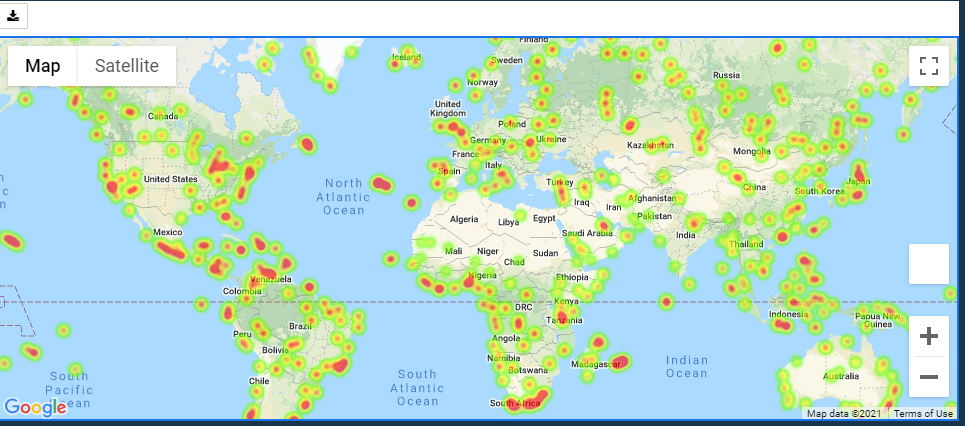 Map
Satellite
Iceland
Finland
Sweden
Norway
Russia
United
Kingdom
Canada
Poland
Germany
Ukraine
Kazakhstan
Mongolia
France
Italy
Spain
United States
North
Atlantic
Ocean
Turkey
China
South Korea
Japan
Iraq
Iran
Afghanistan
Pakistan
Algeria
Libya
Egypt
Saudi Arabia
India
Thailand
Mexico
Mali
Niger
Chad
Sudan
Nigeria
Ethiopia
Venezuela
Colombia
DRC
Kenya
Tanzania
Indonesia
Papua New
Guinea
Peru
Brazil
Bolivia
Angola
Namibia
Botswana
Madagascar
Indian
Ocean
South
Pacific
South
Atlantic
Ocean
Chile
South Africa
Australia
Google
Map data ©2021
Terms of Use